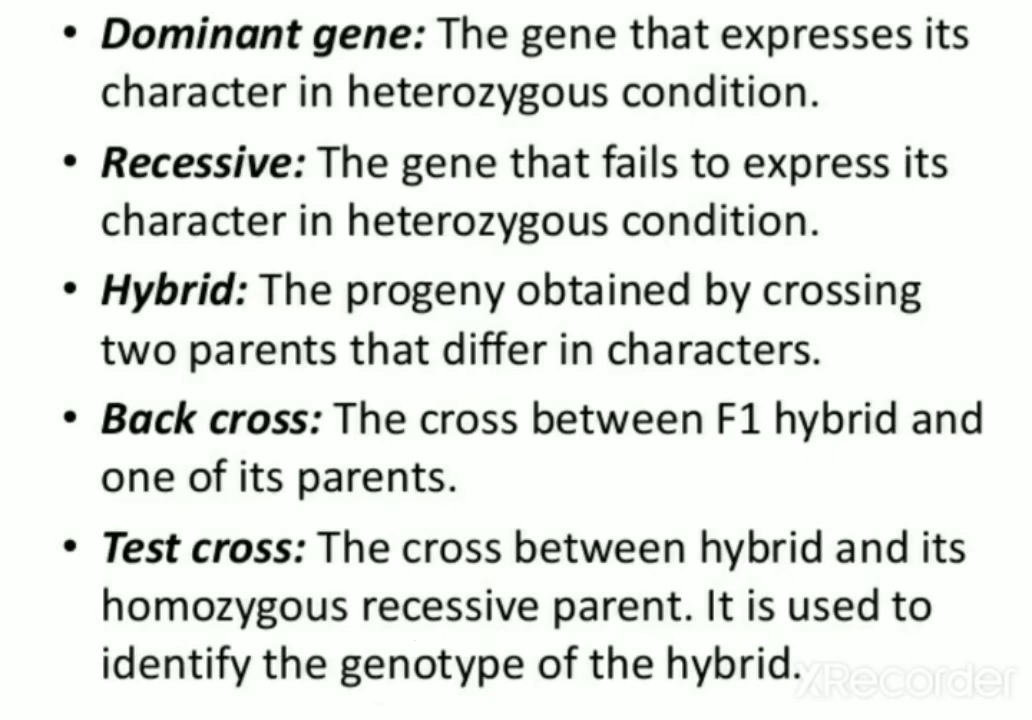 • Dominant gene: The gene that expresses its
character in heterozygous condition.
• Recessive: The gene that fails to express its
character in heterozygous condition.
• Hybrid: The progeny obtained by crossing
two parents that differ in characters.
• Back cross: The cross between F1 hybrid and
one of its parents.
• Test cross: The cross between hybrid and its
homozygous recessive parent. It is used to
identify the genotype of the hybrid.
XRecorder